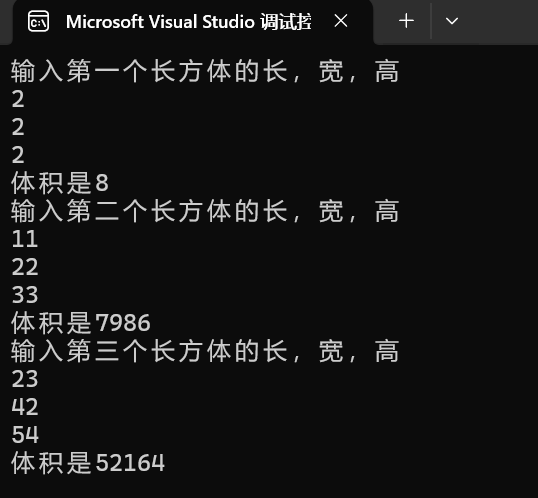 Microsoft Visual Studio 调试控
输入第一个长方体的长，宽，高
2
2
2
体积是8
输入第二个长方体的长，宽，高
11
22
33
体积是7986
输入第三个长方体的长，宽，高
23
42
54
体积是52164